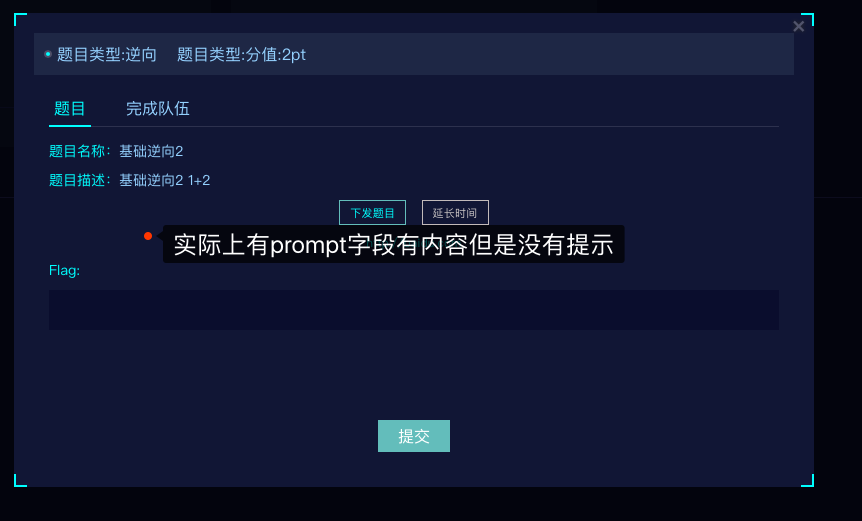 题目类型:逆向 题目类型:分值:2pt
题目 完成队伍
题目名称：基础逆向2
题目描述：基础逆向2 1+2
下发题目 延长时间
实际上有prompt字段有内容但是没有提示
Flag:
提交